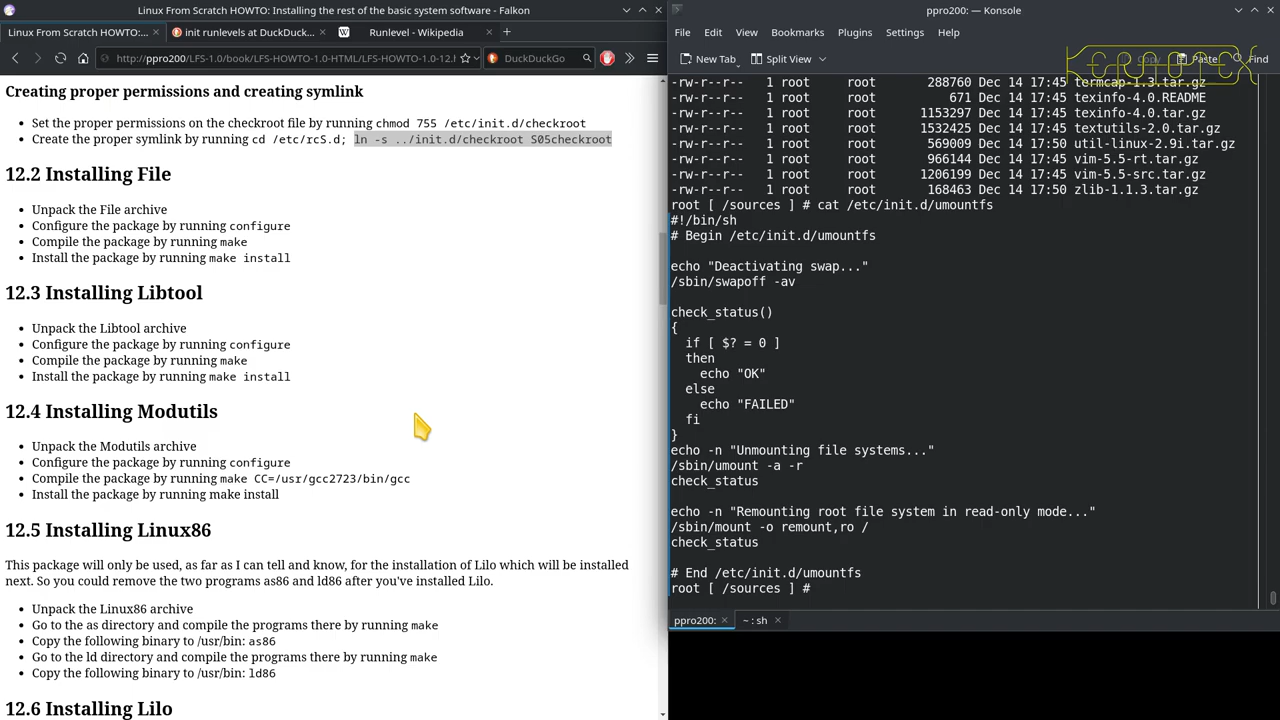 Linux From Scratch HOWTO: Installing the rest of the basic system software - Falkon
Linux From Scratch HOWTO:...
init runlevels at DuckDuck...
Runlevel - Wikipedia
http://ppro200/LFS-1.0/book/LFS-HOWTO-1.0-HTML/LFS-HOWTO-1.0-12.l
DuckDuckGo
Creating proper permissions and creating symlink
Set the proper permissions on the checkroot file by running chmod 755 /etc/init.d/checkroot
Create the proper symlink by running cd /etc/rcS.d; ln -s ../init.d/checkroot S05checkroot
12.2 Installing File
Unpack the File archive
Configure the package by running configure
Compile the package by running make
Install the package by running make install
12.3 Installing Libtool
Unpack the Libtool archive
Configure the package by running configure
Compile the package by running make
Install the package by running make install
12.4 Installing Modutils
Unpack the Modutils archive
Configure the package by running configure
Compile the package by running make CC=/usr/gcc2723/bin/gcc
Install the package by running make install
12.5 Installing Linux86
This package will only be used, as far as I can tell and know, for the installation of Lilo which will be installed
next. So you could remove the two programs as86 and ld86 after you've installed Lilo.
Unpack the Linux86 archive
Go to the as directory and compile the programs there by running make
Copy the following binary to /usr/bin: as86
Go to the ld directory and compile the programs there by running make
Copy the following binary to /usr/bin: ld86
12.6 Installing Lilo
ppro200: — Konsole
File Edit View Bookmarks Plugins Settings Help
New Tab Split View Copy Paste Find
-rw-r--r-- 1 root root 288760 Dec 14 17:45 termcap-1.3.tar.gz
-rw-r--r-- 1 root root 671 Dec 14 17:45 texinfo-4.0.README
-rw-r--r-- 1 root root 1153297 Dec 14 17:45 texinfo-4.0.tar.gz
-rw-r--r-- 1 root root 1532425 Dec 14 17:45 textutils-2.0.tar.gz
-rw-r--r-- 1 root root 569019 Dec 14 17:50 util-linux-2.9i.tar.gz
-rw-r--r-- 1 root root 966144 Dec 14 17:45 vim-5.5-rt.tar.gz
-rw-r--r-- 1 root root 1206199 Dec 14 17:45 vim-5.5-src.tar.gz
-rw-r--r-- 1 root root 168463 Dec 14 17:50 zlib-1.1.3.tar.gz
root [ /sources ] # cat /etc/init.d/umountfs
#!/bin/sh
# Begin /etc/init.d/umountfs
echo "Deactivating swap..."
/sbin/swapoff -av
check_status()
{
if [ $? = 0 ]
then
echo "OK"
else
echo "FAILED"
fi
}
echo -n "Unmounting file systems..."
/sbin/umount -a -r
check_status
echo -n "Remounting root file system in read-only mode..."
/sbin/mount -o remount,ro /
check_status
# End /etc/init.d/umountfs
root [ /sources ] #
ppro200:
~ : sh